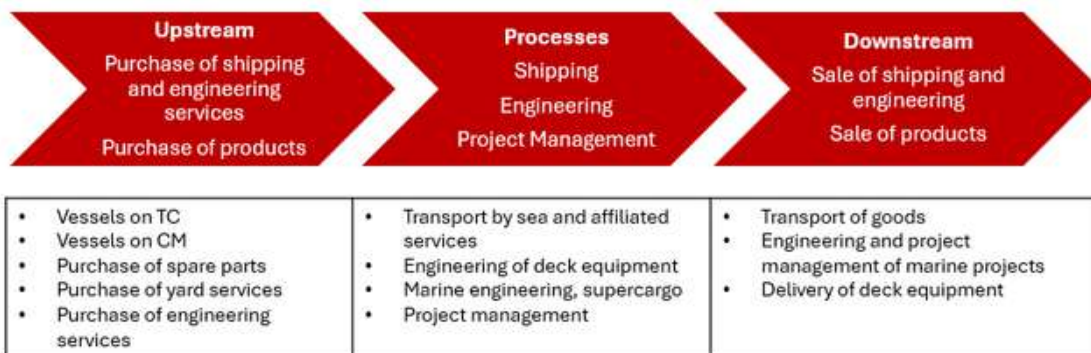 Upstream
Purchase of shipping
and engineering
services
Purchase of products
Processes
Shipping
Engineering
Project Management
Downstream
Sale of shipping and
engineering
Sale of products
• Vessels on TC
• Vessels on CM
• Purchase of spare parts
• Purchase of yard services
• Purchase of engineering
services
• Transport by sea and affiliated
services
• Engineering of deck equipment
• Marine engineering, supercargo
• Project management
• Transport of goods
• Engineering and project
management of marine projects
• Delivery of deck equipment